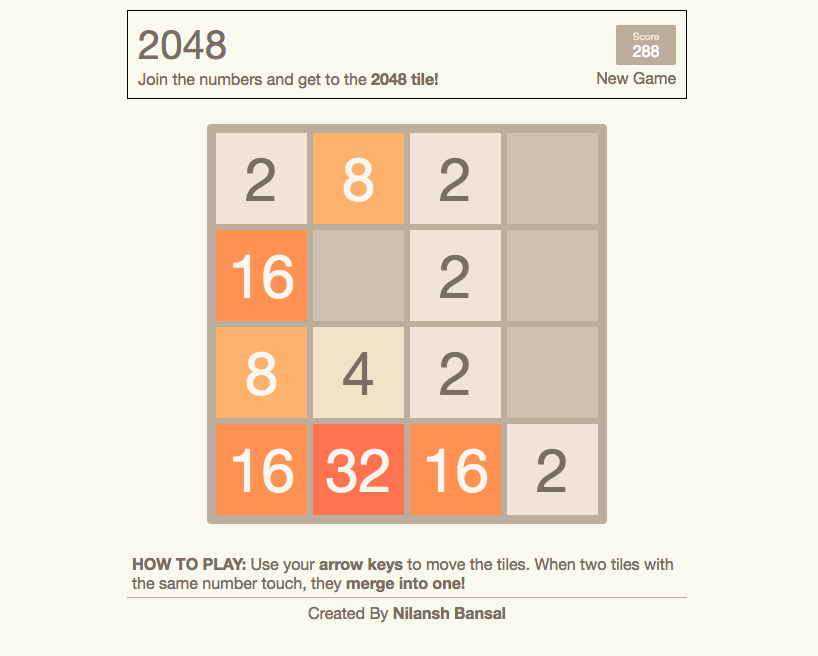 2048
Score
288
Join the numbers and get to the 2048 tile!
New Game
2 8 2
16 2
8 4 2
16 32 16 2
HOW TO PLAY: Use your arrow keys to move the tiles. When two tiles with
the same number touch, they merge into one!
Created By Nilansh Bansal